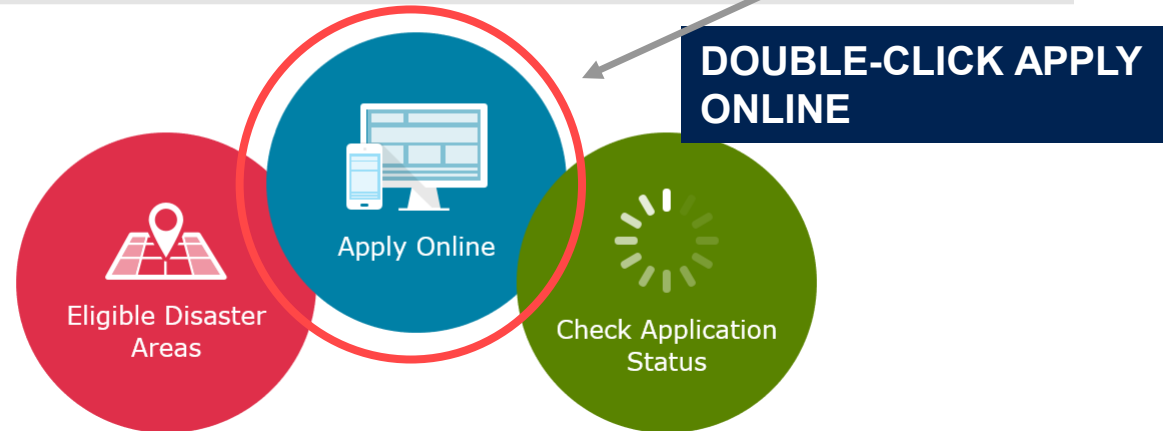 DOUBLE-CLICK APPLY
ONLINE
Apply Online
Eligible Disaster
Areas
Check Application
Status